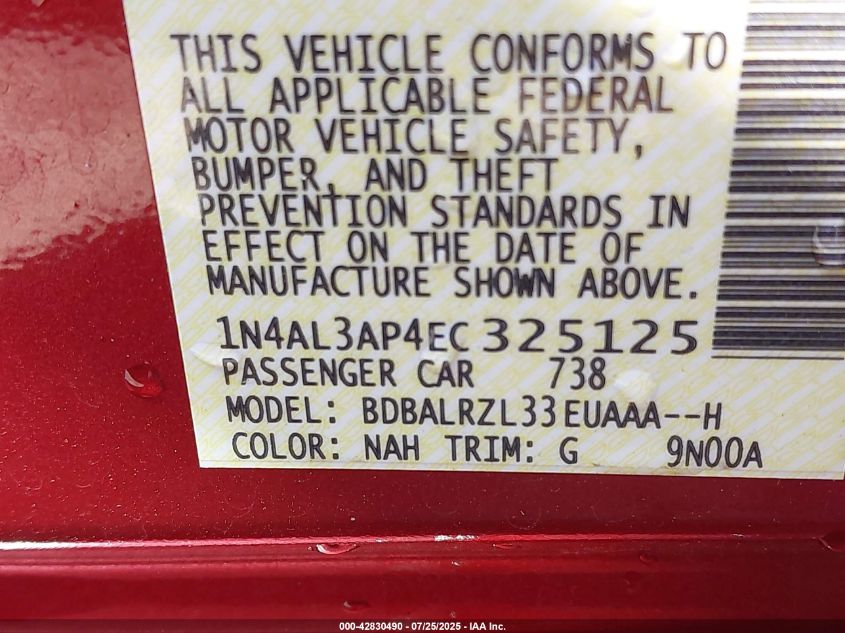 THIS VEHICLE CONFORMS TO
ALL APPLICABLE FEDERAL
MOTOR VEHICLE SAFETY,
BUMPER, AND THEFT
PREVENTION STANDARDS IN
EFFECT ON THE DATE OF
MANUFACTURE SHOWN ABOVE.
1N4AL3AP4EC325125
PASSENGER CAR 738
MODEL: BDBALRZL33EUAAA--H
COLOR: NAH TRIM: G 9N00A
000-42830490 - 07/25/2025 - IAA Inc.